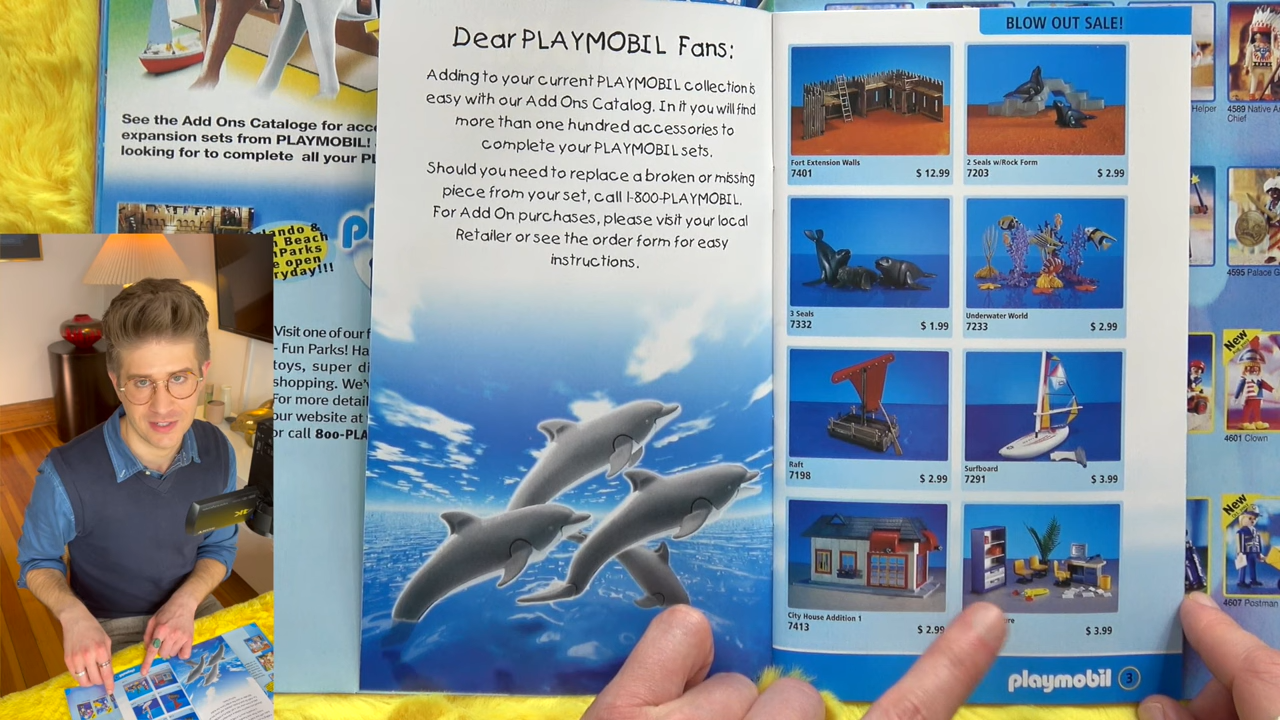 See the Add Ons Cataloge for acc
expansion sets from PLAYMOBIL!
looking for to complete all your PL
ando &
n Beach
nParks
e open
ryday!!!
Visit one of our f
- Fun Parks! Ha
toys, super di
shopping. We'
For more detail
our website at
or call 800-PLA
Dear PLAYMOBIL Fans:
Adding to your current PLAYMOBIL collection is
easy with our Add Ons Catalog. In it you will find
more than one hundred accessories to
complete your PLAYMOBIL sets.
Should you need to replace a broken or missing
piece from your set, call 1-800-PLAYMOBIL.
For Add On purchases, please visit your local
Retailer or see the order form for easy
instructions.
BLOW OUT SALE!
Fort Extension Walls
7401 $ 12.99
2 Seals w/Rock Form
7203 $ 2.99
3 Seals
7332 $ 1.99
Underwater World
7233 $ 2.99
Raft
7198 $ 2.99
Surfboard
7291 $ 3.99
City House Addition 1
7413 $ 2.99
$ 3.99
playmobil 3
Helper
4589 Native A
Chief
4595 Palace G
New
4601 Clown
New
4607 Postman